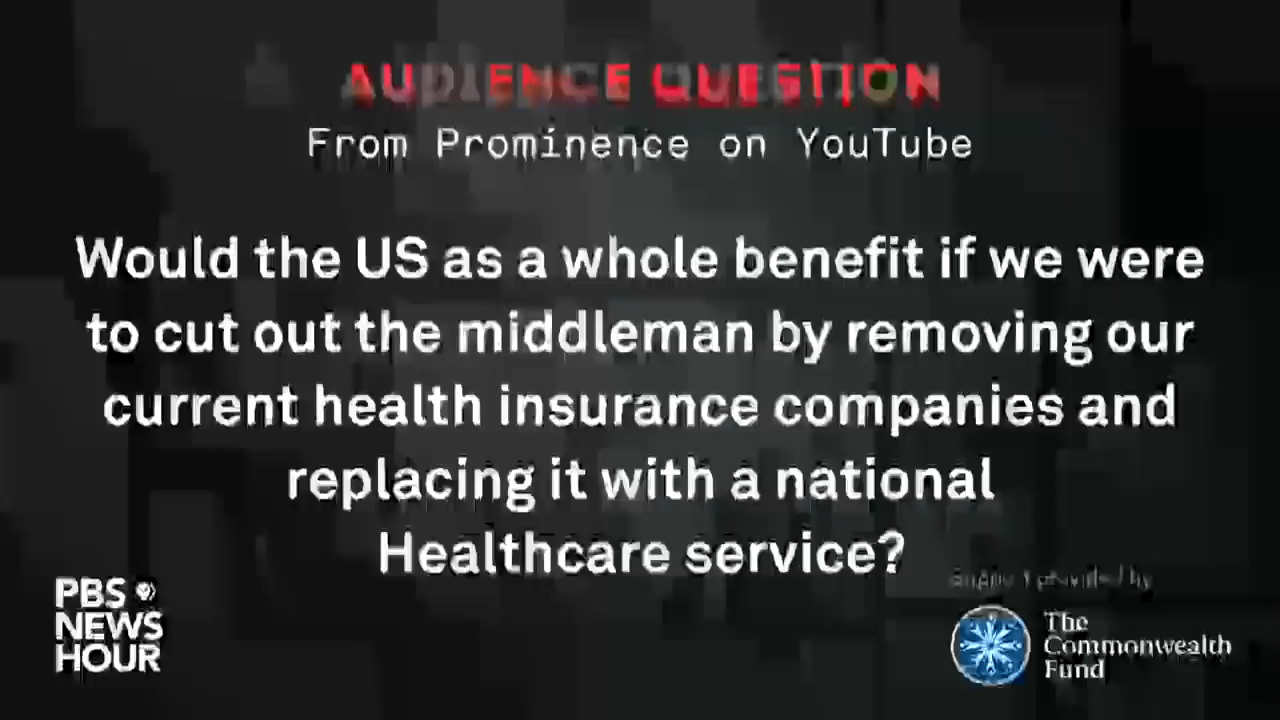 AUDIENCE QUESTION
From Prominence on YouTube
Would the US as a whole benefit if we were
to cut out the middleman by removing our
current health insurance companies and
replacing it with a national
Healthcare service?
PBS
NEWS
HOUR
provided by
The
Commonwealth
Fund